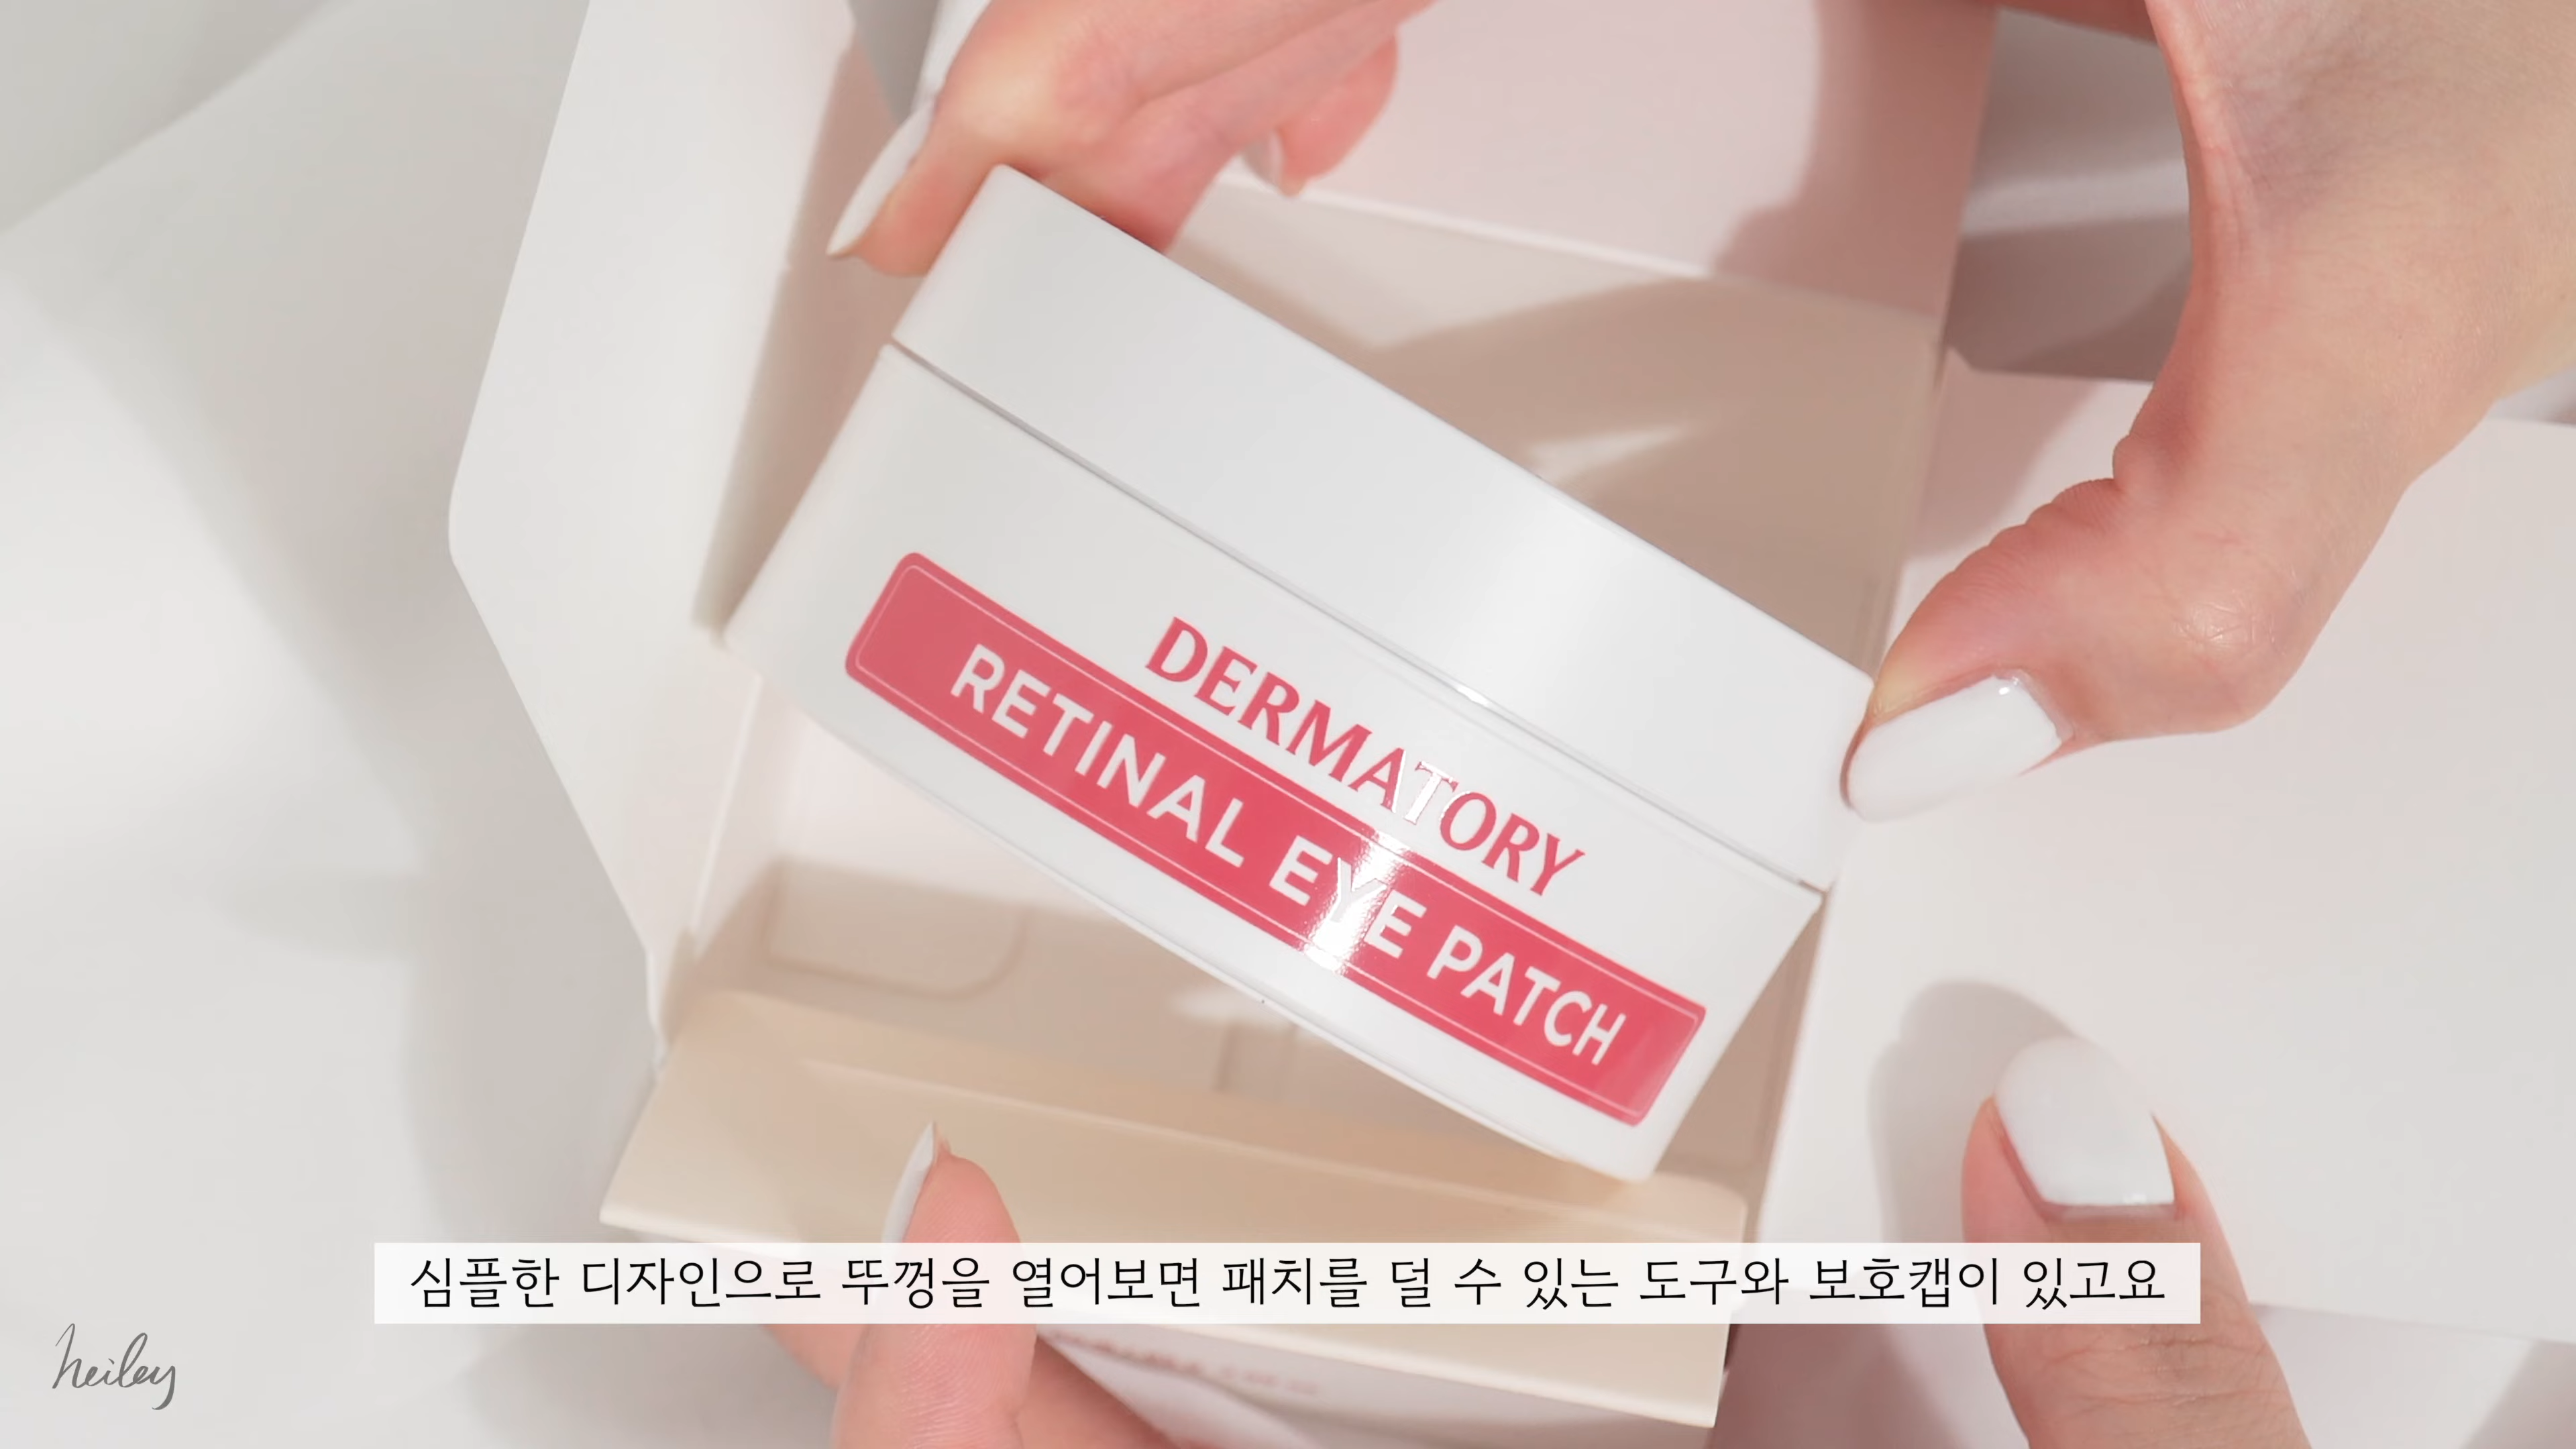 DERMATORY
RETINAL EYE PATCH
심플한 디자인으로 뚜껑을 열어보면 패치를 덜 수 있는 도구와 보호캡이 있고요
heiley